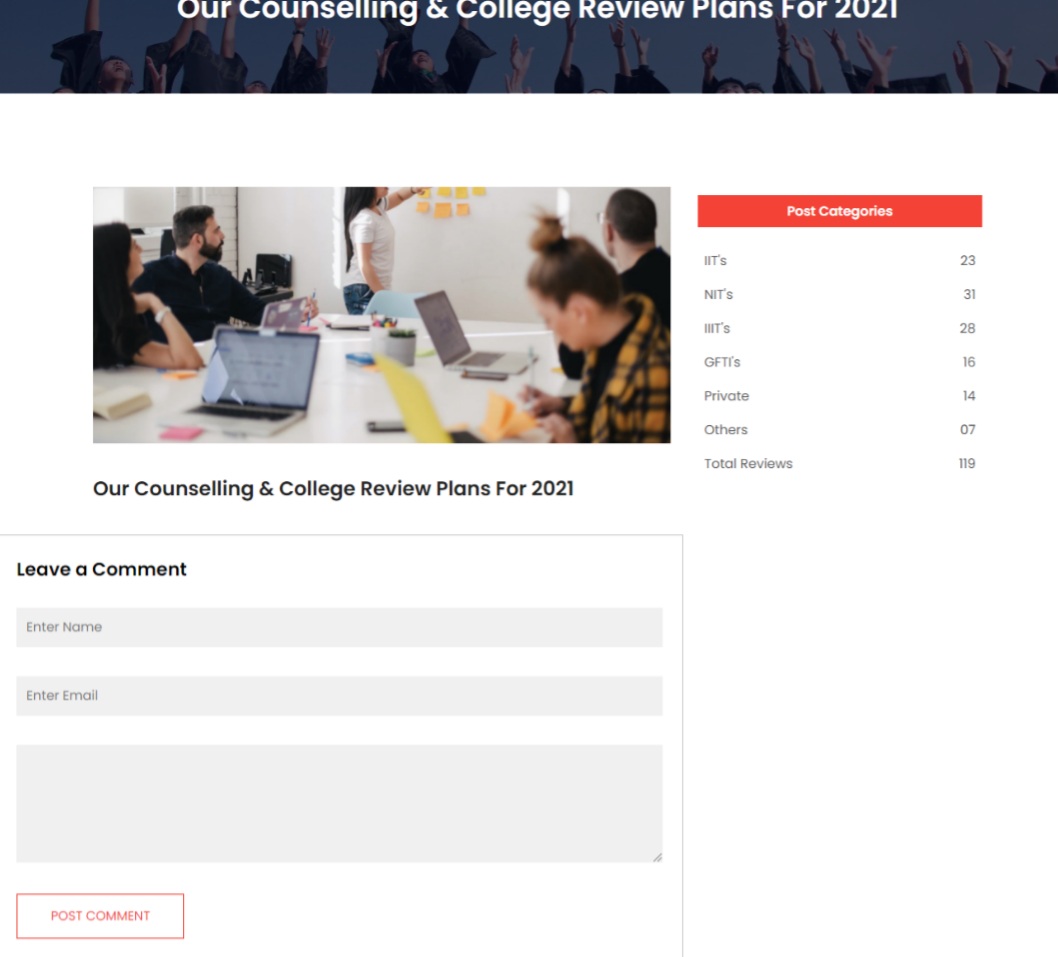 Our Counselling & College Review Plans For 2021
Post Categories
IIT's 23
NIT's 31
IIIT's 28
GFTI's 16
Private 14
Others 07
Total Reviews 119
Our Counselling & College Review Plans For 2021
Leave a Comment
Enter Name
Enter Email
POST COMMENT